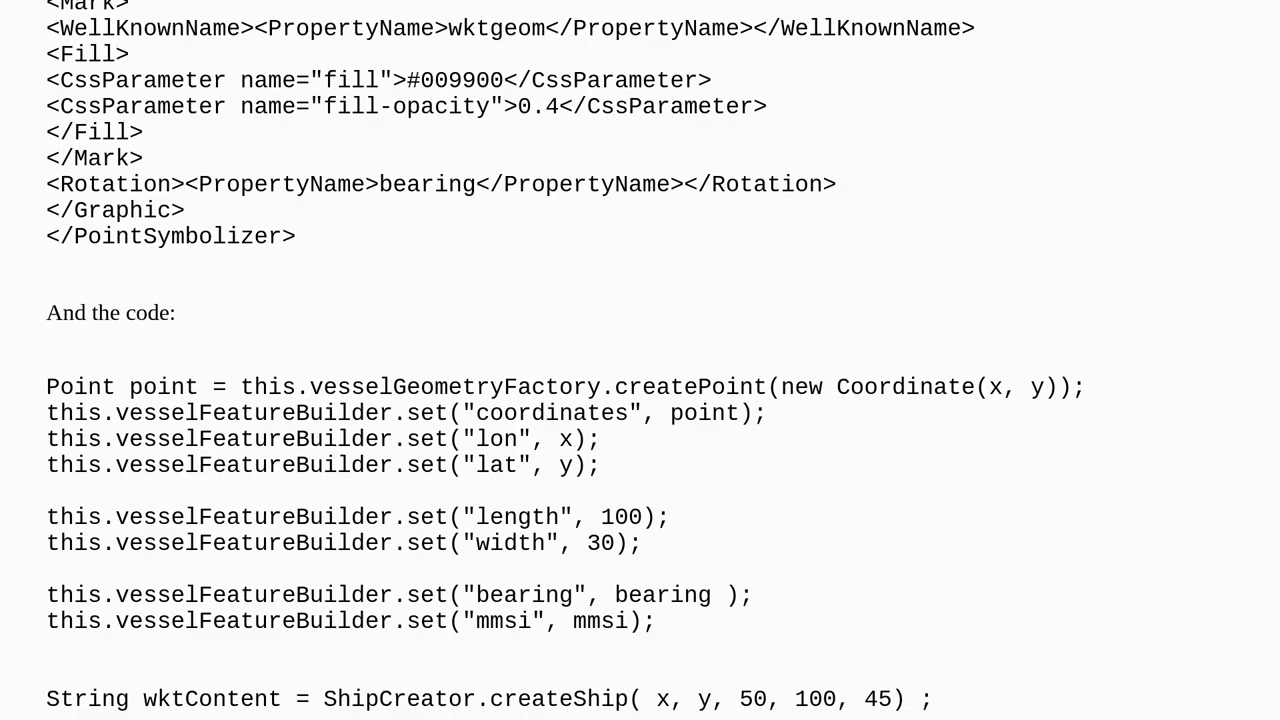 <Mark>
<WellKnownName><PropertyName>wktgeom</PropertyName></WellKnownName>
<Fill>
<CssParameter name="fill">#009900</CssParameter>
<CssParameter name="fill-opacity">0.4</CssParameter>
</Fill>
</Mark>
<Rotation><PropertyName>bearing</PropertyName></Rotation>
</Graphic>
</PointSymbolizer>
And the code:
Point point = this.vesselGeometryFactory.createPoint(new Coordinate(x, y));
this.vesselFeatureBuilder.set("coordinates", point);
this.vesselFeatureBuilder.set("lon", x);
this.vesselFeatureBuilder.set("lat", y);
this.vesselFeatureBuilder.set("length", 100);
this.vesselFeatureBuilder.set("width", 30);
this.vesselFeatureBuilder.set("bearing", bearing );
this.vesselFeatureBuilder.set("mmsi", mmsi);
String wktContent = ShipCreator.createShip( x, y, 50, 100, 45) ;